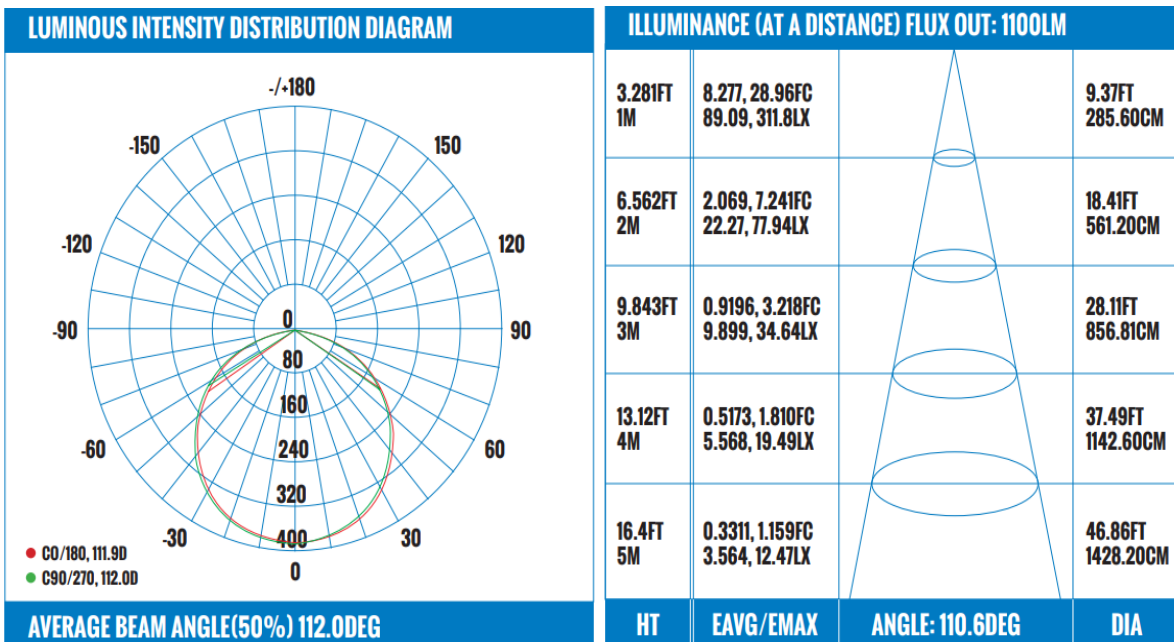 LUMINOUS INTENSITY DISTRIBUTION DIAGRAM
-/+180
-150
150
-120
120
-90
90
-60
60
-30
30
0
0
80
160
240
320
400
C0/180, 111.9D
C90/270, 112.0D
AVERAGE BEAM ANGLE(50%) 112.0DEG
ILLUMINANCE (AT A DISTANCE) FLUX OUT: 1100LM
3.281FT 8.277, 28.96FC 9.37FT
1M 89.09, 311.8LX 285.60CM
6.562FT 2.069, 7.241FC 18.41FT
2M 22.27, 77.94LX 561.20CM
9.843FT 0.9196, 3.218FC 28.11FT
3M 9.899, 34.64LX 856.81CM
13.12FT 0.5173, 1.810FC 37.49FT
4M 5.568, 19.49LX 1142.60CM
16.4FT 0.3311, 1.159FC 46.86FT
5M 3.564, 12.47LX 1428.20CM
HT EAVG/EMAX ANGLE: 110.6DEG DIA